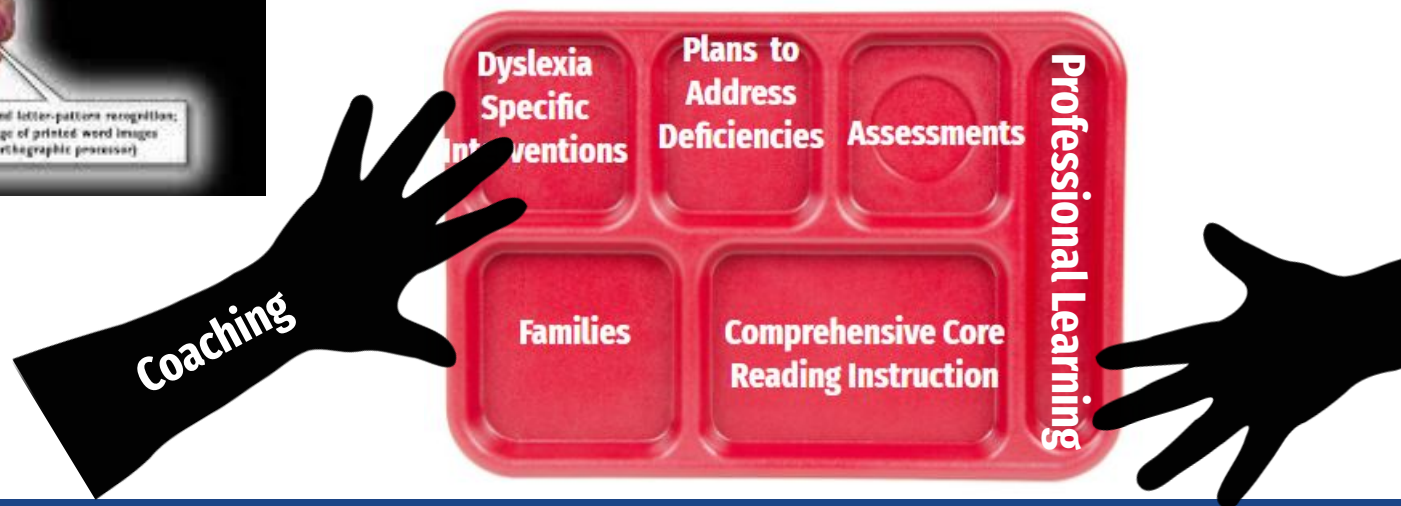 nd letter-pattern recognition;
ge of printed word images
rthographic processor)
Dyslexia
Specific
Interventions
Plans to
Address
Deficiencies
Assessments
Professional Learning
Coaching
Families
Comprehensive Core
Reading Instruction